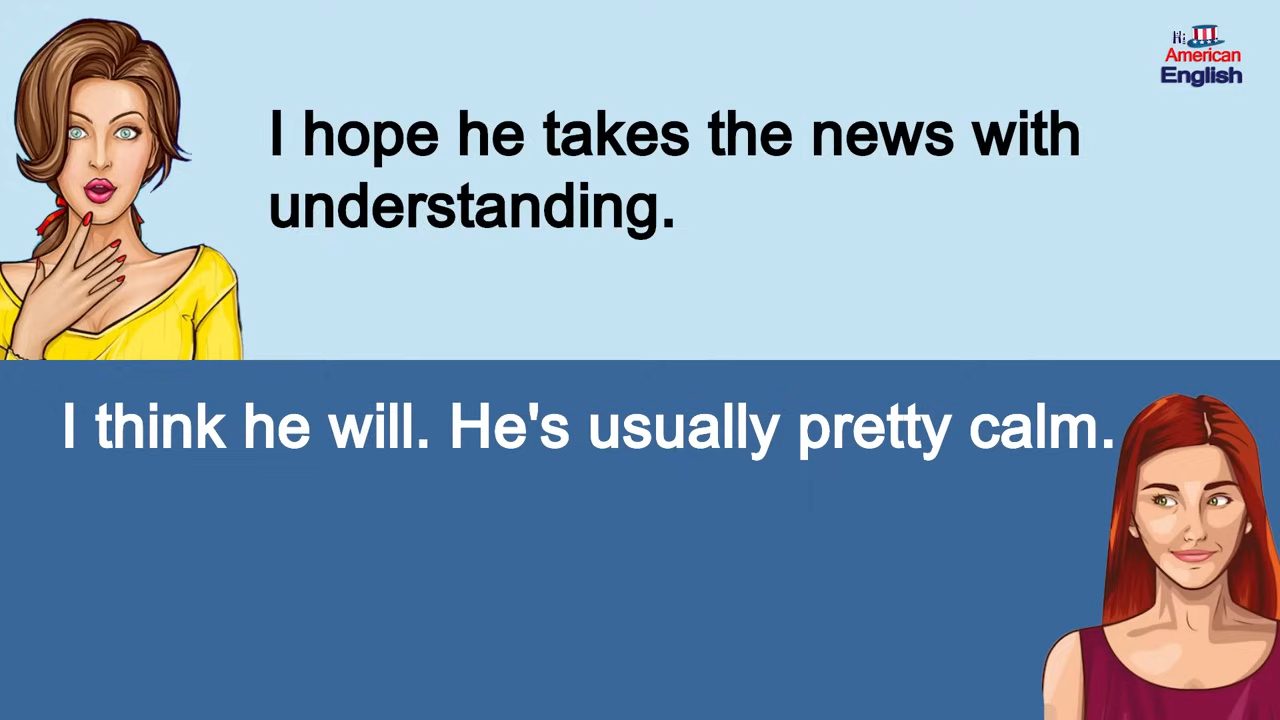 Hi
American
English
I hope he takes the news with
understanding.
I think he will. He's usually pretty calm.